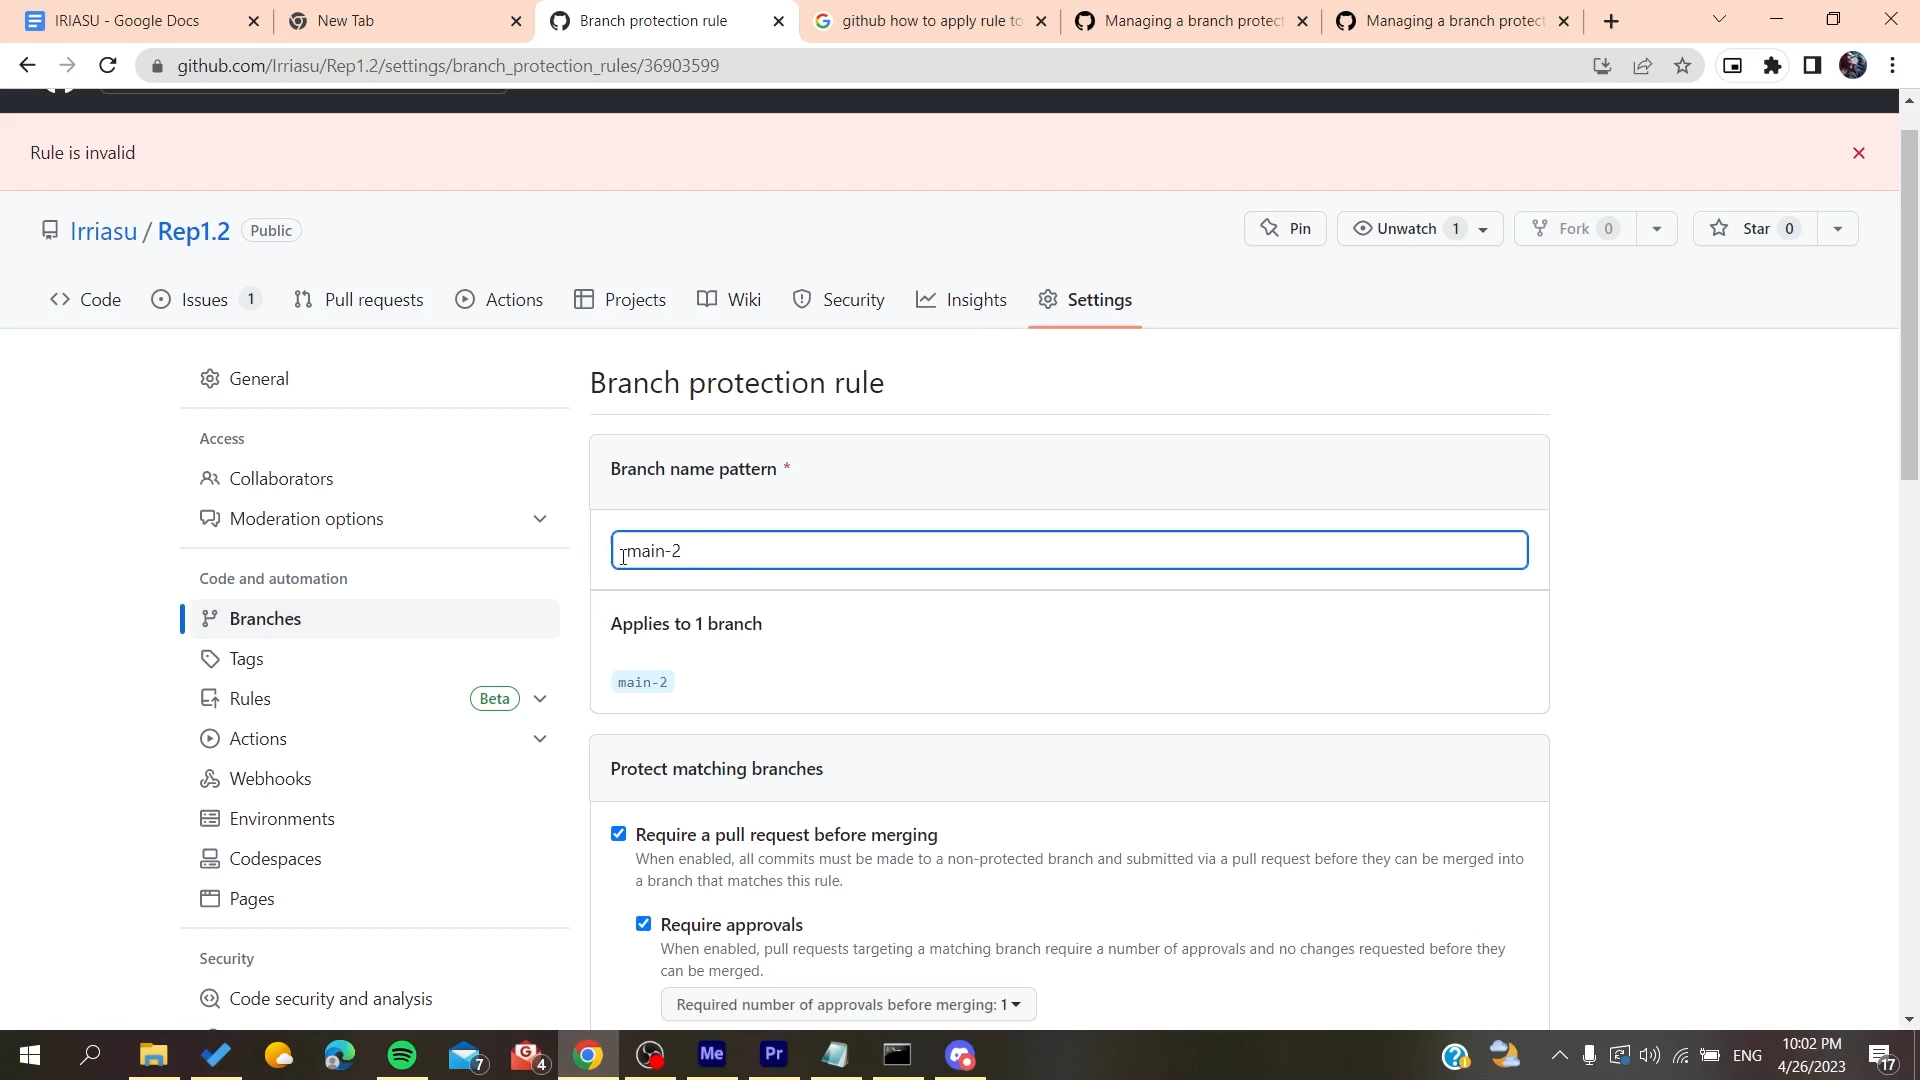 IRIASU - Google Docs
New Tab
Branch protection rule
github how to apply rule to
Managing a branch protect
Managing a branch protect
github.com/Irriasu/Rep1.2/settings/branch_protection_rules/36903599
Rule is invalid
Irriasu / Rep1.2 Public
Pin
Unwatch 1
Fork 0
Star 0
Code
Issues 1
Pull requests
Actions
Projects
Wiki
Security
Insights
Settings
General
Access
Collaborators
Moderation options
Code and automation
Branches
Tags
Rules Beta
Actions
Webhooks
Environments
Codespaces
Pages
Security
Code security and analysis
Branch protection rule
Branch name pattern *
main-2
Applies to 1 branch
main-2
Protect matching branches
Require a pull request before merging
When enabled, all commits must be made to a non-protected branch and submitted via a pull request before they can be merged into
a branch that matches this rule.
Require approvals
When enabled, pull requests targeting a matching branch require a number of approvals and no changes requested before they
can be merged.
Required number of approvals before merging: 1
7
G 4
Me
Pr
ENG
10:02 PM
4/26/2023
17